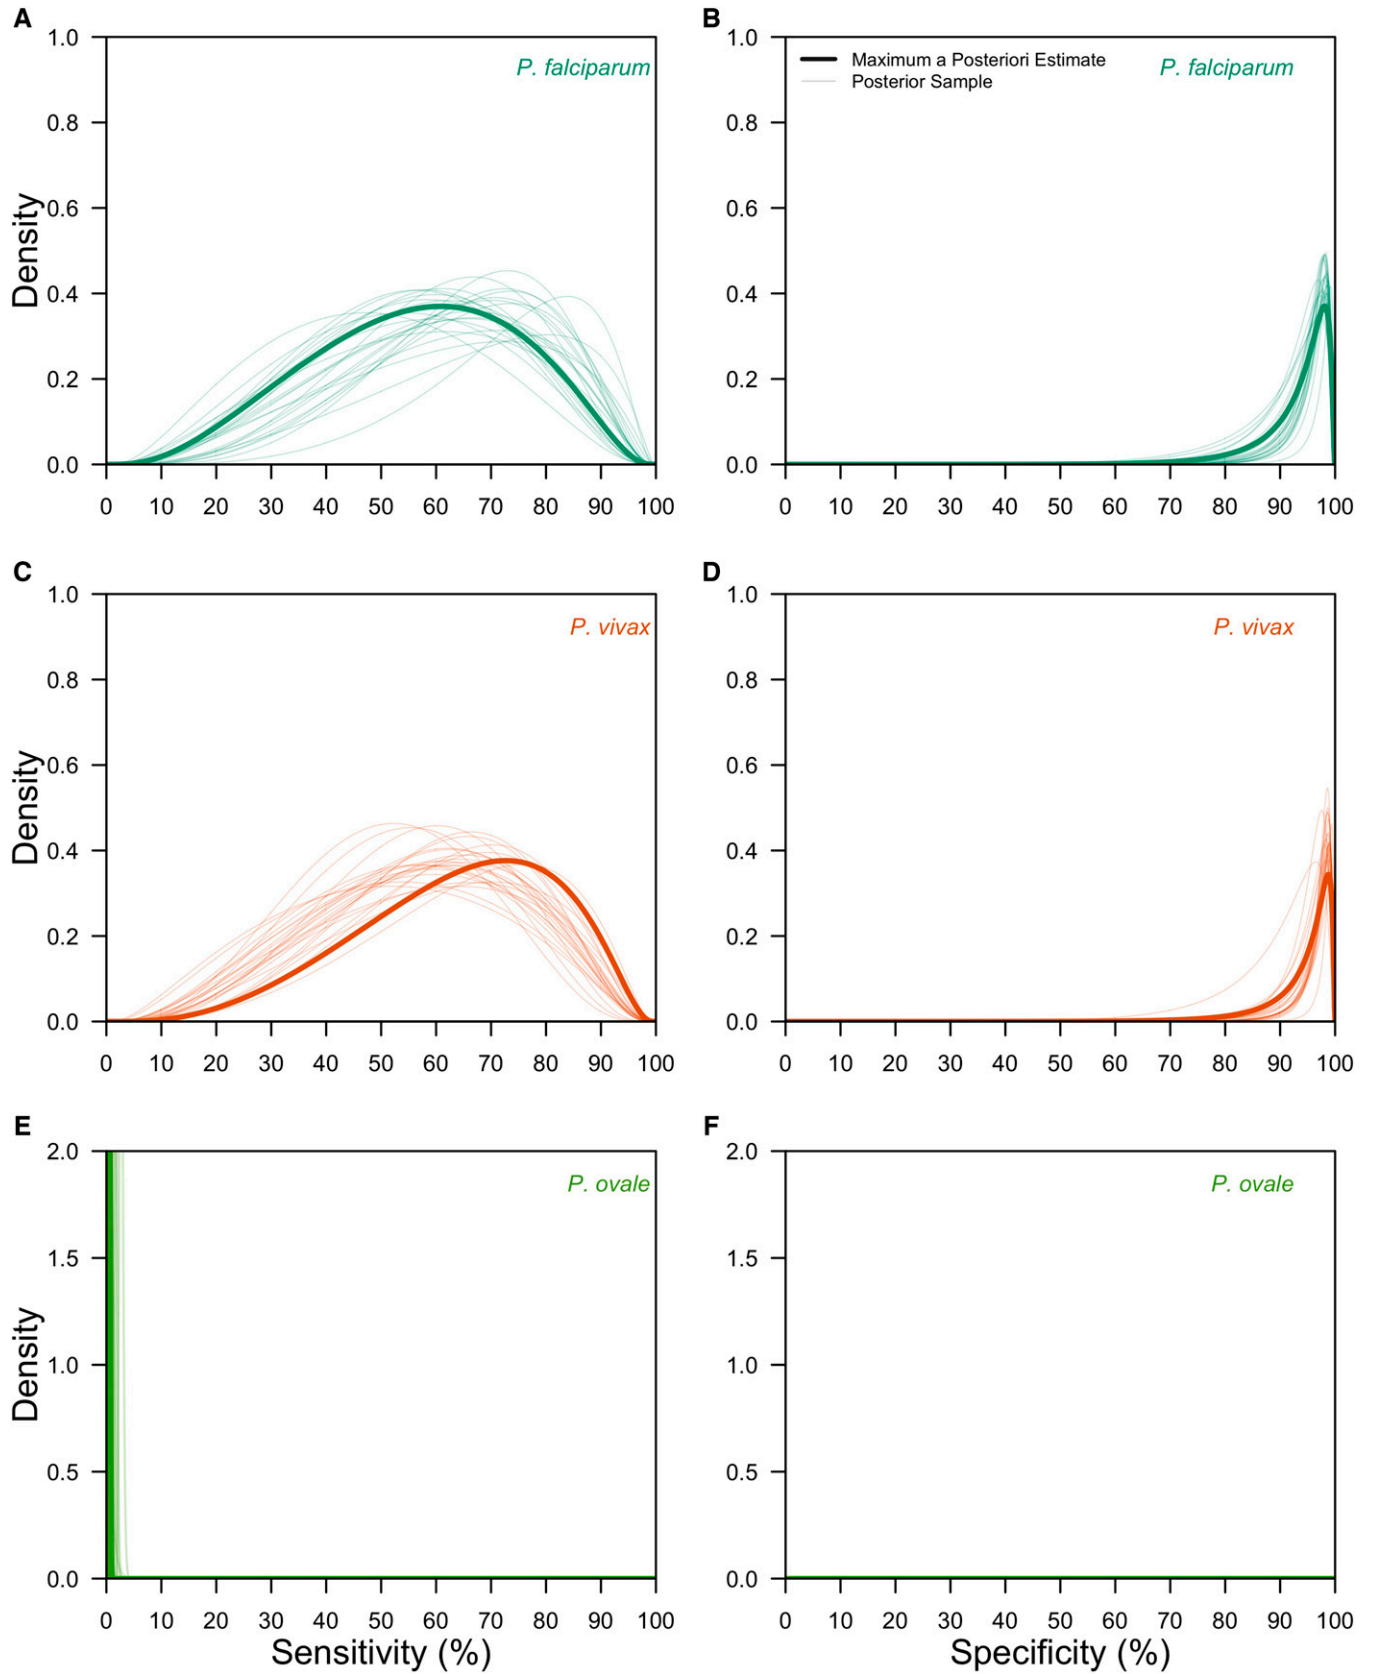 A
P. falciparum
Density
1.0
0.8
0.6
0.4
0.2
0.0
0 10 20 30 40 50 60 70 80 90 100
B
Maximum a Posteriori Estimate
Posterior Sample
P. falciparum
1.0
0.8
0.6
0.4
0.2
0.0
0 10 20 30 40 50 60 70 80 90 100
C
P. vivax
Density
1.0
0.8
0.6
0.4
0.2
0.0
0 10 20 30 40 50 60 70 80 90 100
D
P. vivax
1.0
0.8
0.6
0.4
0.2
0.0
0 10 20 30 40 50 60 70 80 90 100
E
P. ovale
Density
2.0
1.5
1.0
0.5
0.0
0 10 20 30 40 50 60 70 80 90 100
Sensitivity (%)
F
P. ovale
2.0
1.5
1.0
0.5
0.0
0 10 20 30 40 50 60 70 80 90 100
Specificity (%)